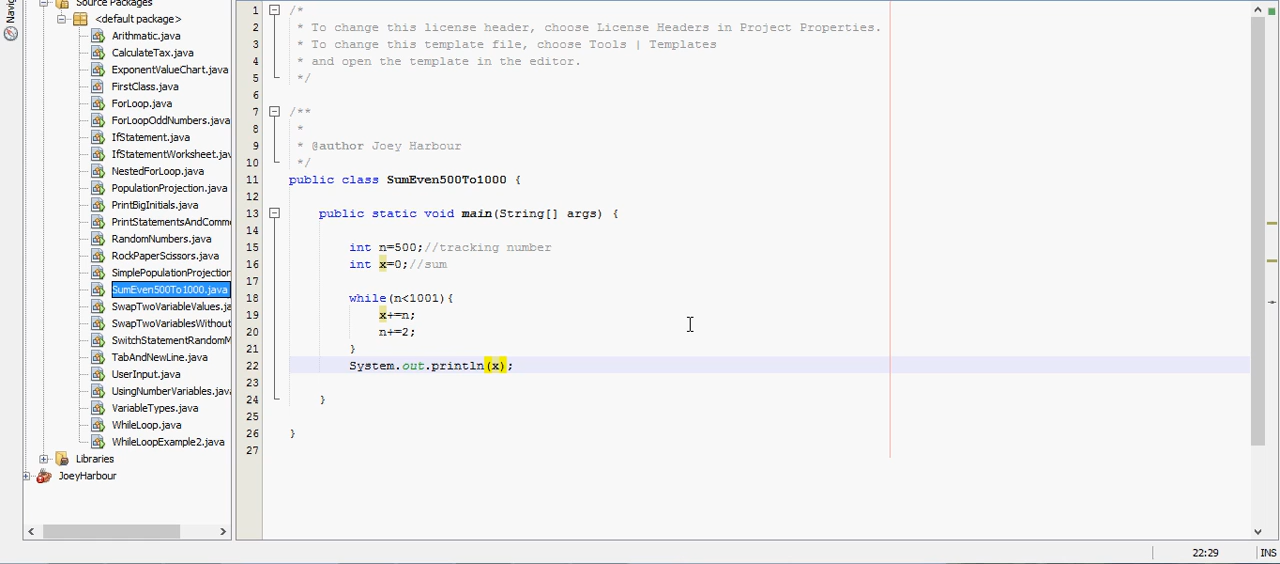 Navig
Source Packages
<default package>
Arithmatic.java
CalculateTax.java
ExponentValueChart.java
FirstClass.java
ForLoop.java
ForLoopOddNumbers.java
IfStatement.java
IfStatementWorksheet.jav
NestedForLoop.java
PopulationProjection.java
PrintBigInitials.java
PrintStatementsAndComme
RandomNumbers.java
RockPaperScissors.java
SimplePopulationProjection
SumEven500To1000.java
SwapTwoVariableValues.ja
SwapTwoVariablesWithout
SwitchStatementRandomM
TabAndNewLine.java
UserInput.java
UsingNumberVariables.java
VariableTypes.java
WhileLoop.java
WhileLoopExample2.java
Libraries
JoeyHarbour
1 /*
2 * To change this license header, choose License Headers in Project Properties.
3 * To change this template file, choose Tools | Templates
4 * and open the template in the editor.
5 */
6
7 /**
8 *
9 * @author Joey Harbour
10 */
11 public class SumEven500To1000 {
12
13 public static void main(String[] args) {
14
15 int n=500;//tracking number
16 int x=0;//sum
17
18 while(n<1001){
19 x+=n;
20 n+=2;
21 }
22 System.out.println(x);
23
24 }
25
26 }
27
22:29 INS